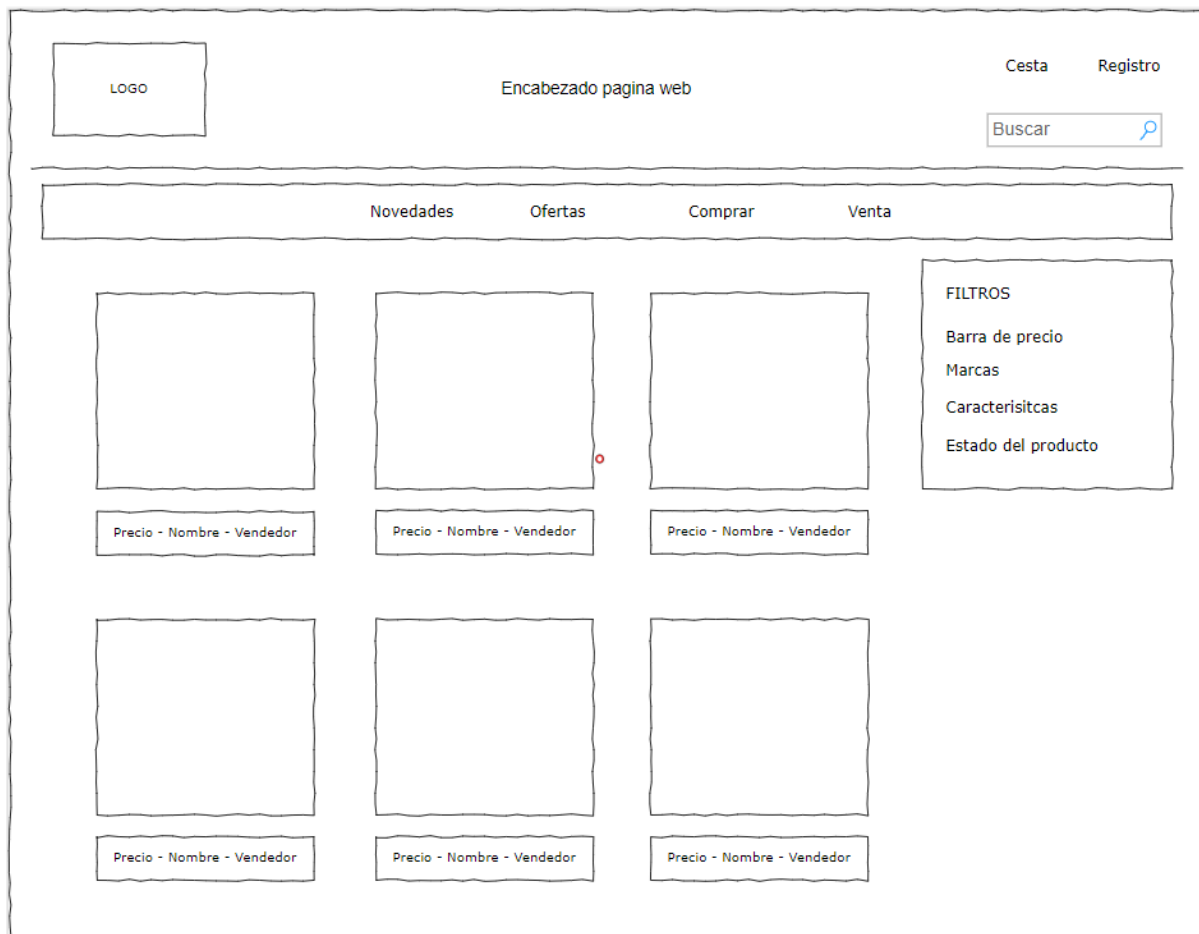 LOGO
Encabezado pagina web
Cesta
Registro
Buscar
Novedades
Ofertas
Comprar
Venta
FILTROS
Barra de precio
Marcas
Caracterisitcas
Estado del producto
Precio - Nombre - Vendedor
Precio - Nombre - Vendedor
Precio - Nombre - Vendedor
Precio - Nombre - Vendedor
Precio - Nombre - Vendedor
Precio - Nombre - Vendedor